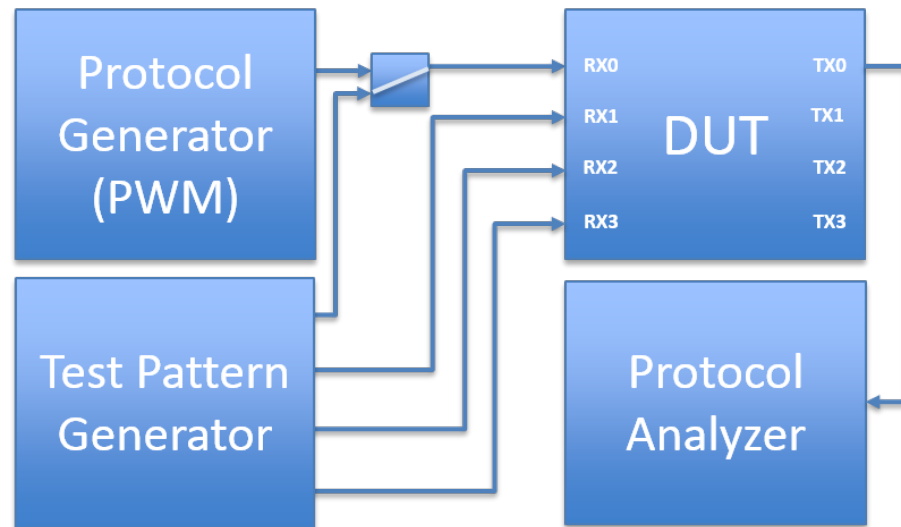 Protocol
Generator
(PWM)
RX0
TX0
RX1
TX1
DUT
RX2
TX2
RX3
TX3
Test Pattern
Generator
Protocol
Analyzer